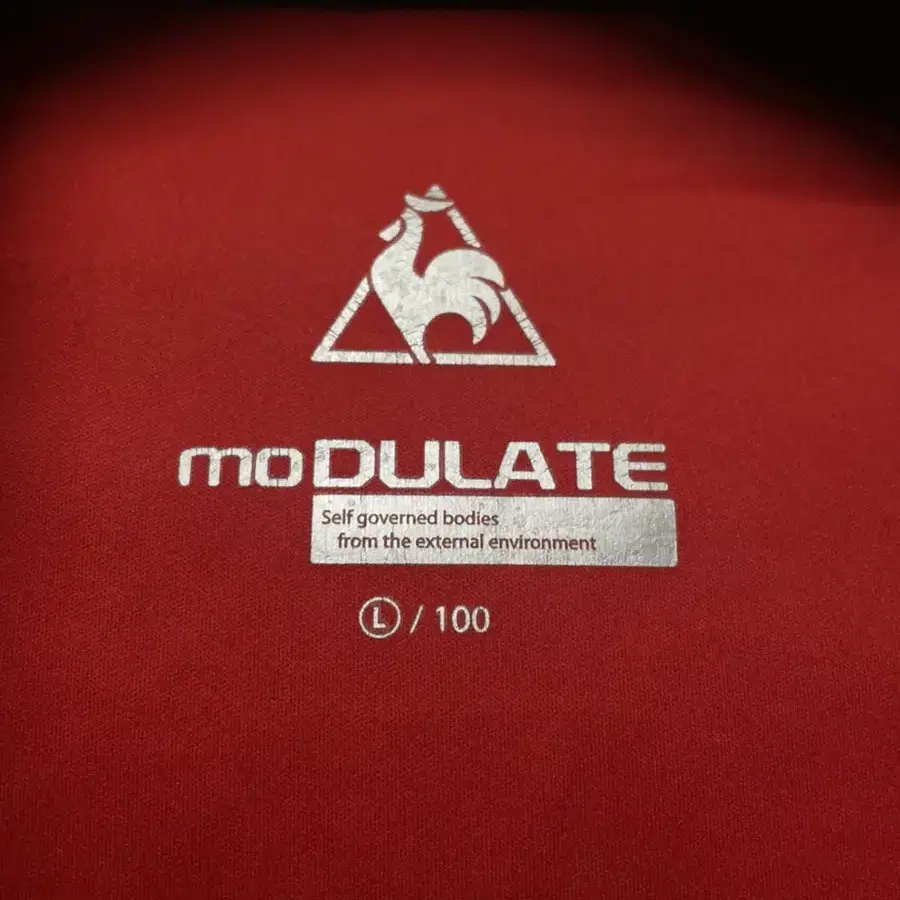 moDULATE
Self governed bodies
from the external environment
Ⓛ / 100